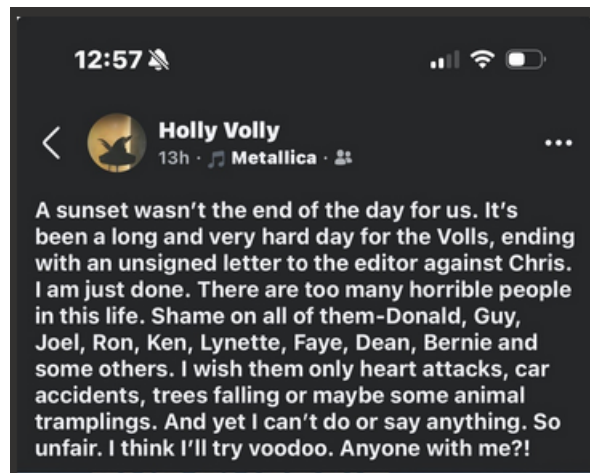 12:57
Holly Volly
13h · Metallica ·
A sunset wasn't the end of the day for us. It's
been a long and very hard day for the Volls, ending
with an unsigned letter to the editor against Chris.
I am just done. There are too many horrible people
in this life. Shame on all of them-Donald, Guy,
Joel, Ron, Ken, Lynette, Faye, Dean, Bernie and
some others. I wish them only heart attacks, car
accidents, trees falling or maybe some animal
tramplings. And yet I can't do or say anything. So
unfair. I think I'll try voodoo. Anyone with me?!